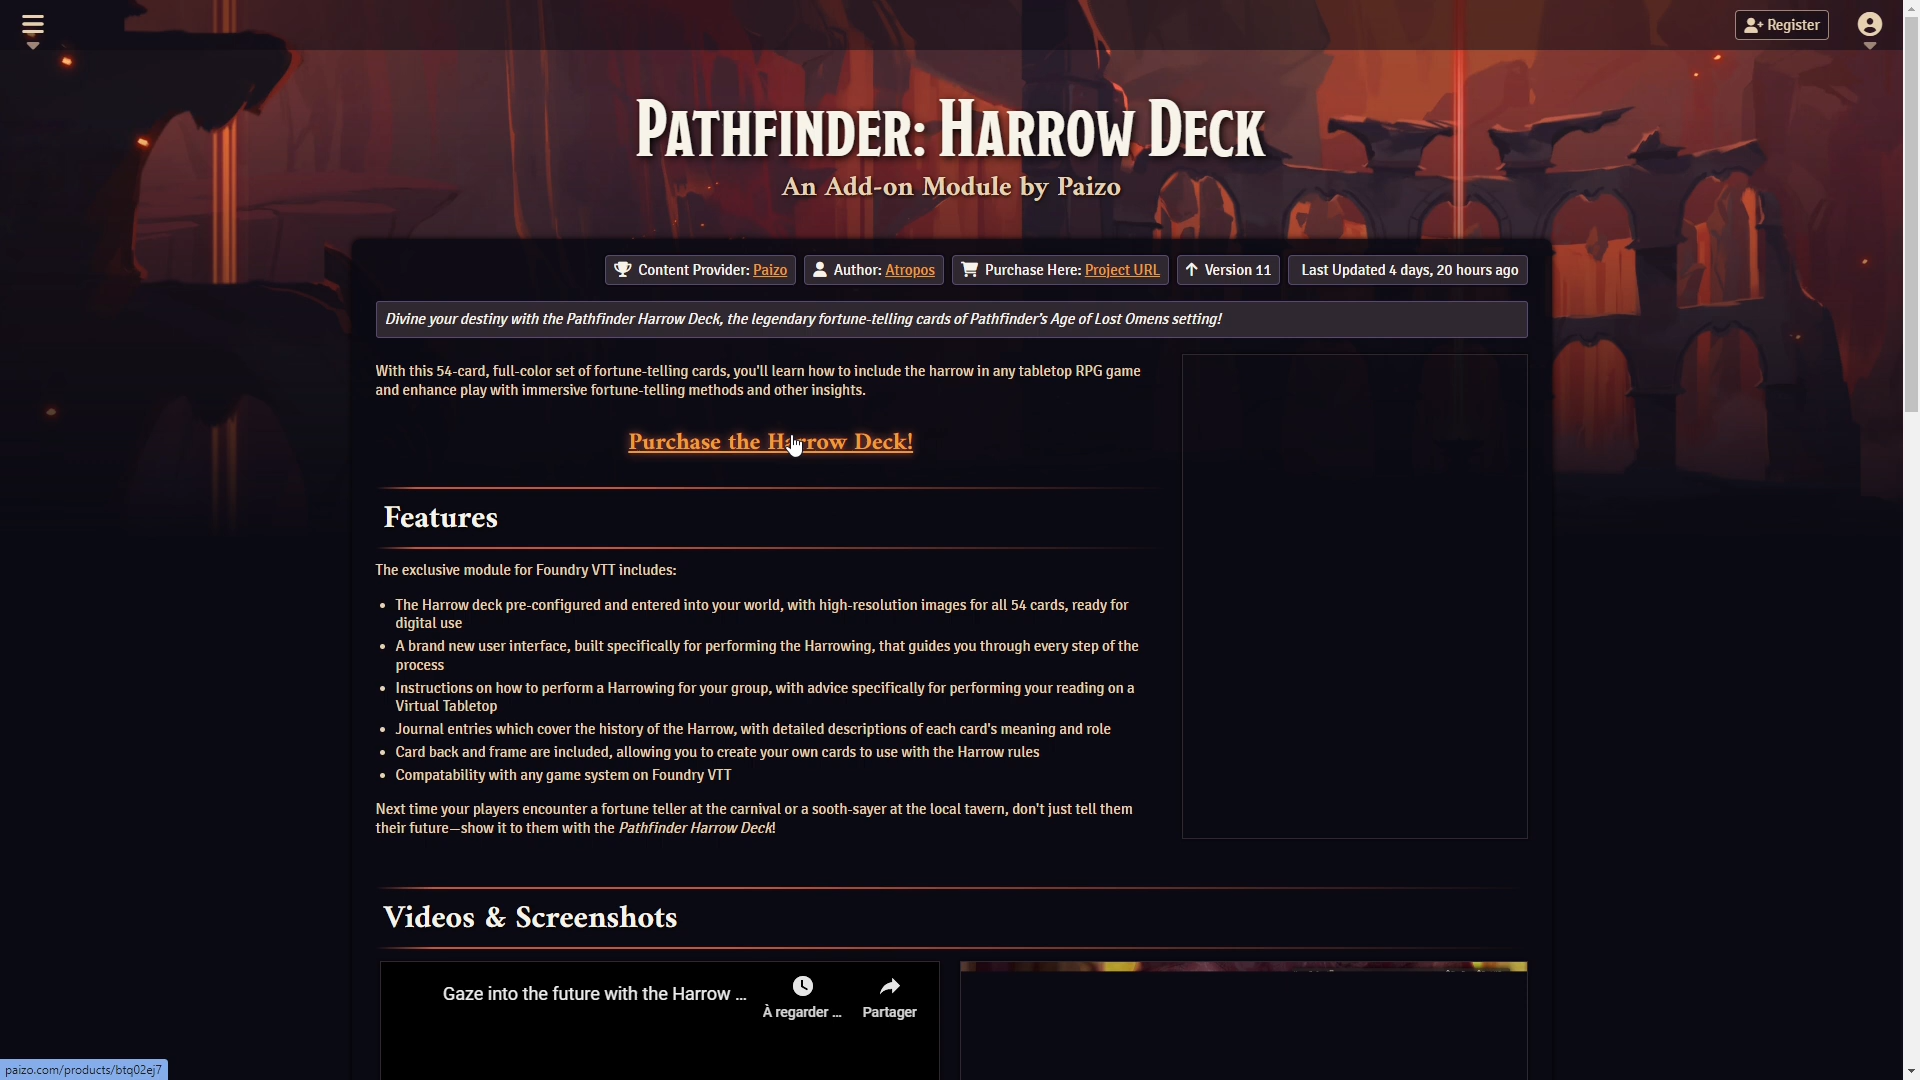 Register
Pathfinder: Harrow Deck
An Add-on Module by Paizo
Content Provider: Paizo
Author: Atropos
Purchase Here: Project URL
Version 11
Last Updated 4 days, 20 hours ago
Divine your destiny with the Pathfinder Harrow Deck, the legendary fortune-telling cards of Pathfinder's Age of Lost Omens setting!
With this 54-card, full-color set of fortune-telling cards, you'll learn how to include the harrow in any tabletop RPG game
and enhance play with immersive fortune-telling methods and other insights.
Purchase the Harrow Deck!
Features
The exclusive module for Foundry VTT includes:
• The Harrow deck pre-configured and entered into your world, with high-resolution images for all 54 cards, ready for
digital use
• A brand new user interface, built specifically for performing the Harrowing, that guides you through every step of the
process
• Instructions on how to perform a Harrowing for your group, with advice specifically for performing your reading on a
Virtual Tabletop
• Journal entries which cover the history of the Harrow, with detailed descriptions of each card's meaning and role
• Card back and frame are included, allowing you to create your own cards to use with the Harrow rules
• Compatability with any game system on Foundry VTT
Next time your players encounter a fortune teller at the carnival or a sooth-sayer at the local tavern, don't just tell them
their future—show it to them with the Pathfinder Harrow Deck!
Videos & Screenshots
Gaze into the future with the Harrow ...
À regarder ...
Partager
paizo.com/products/btq02ej7